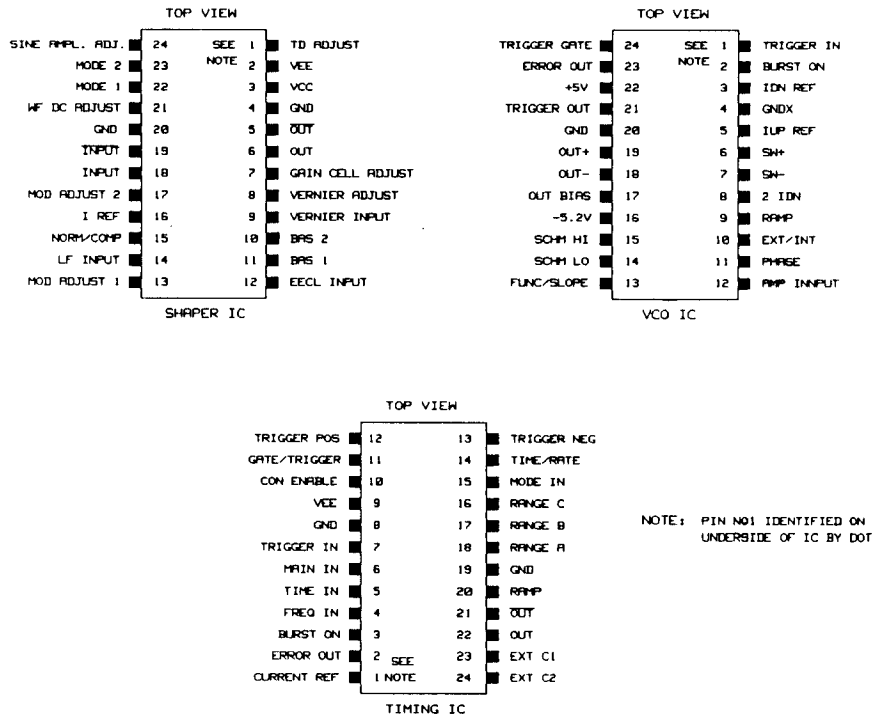 TOP VIEW
SINE AMPL. ADJ. 24 SEE 1 TD ADJUST
MODE 2 23 NOTE 2 VEE
MODE 1 22 3 VCC
WF DC ADJUST 21 4 GND
GND 20 5 OUT
INPUT 19 6 OUT
INPUT 18 7 GAIN CELL ADJUST
MOD ADJUST 2 17 8 VERNIER ADJUST
I REF 16 9 VERNIER INPUT
NORM/COMP 15 10 BAS 2
LF INPUT 14 11 BAS 1
MOD ADJUST 1 13 12 EECL INPUT
SHAPER IC
TOP VIEW
TRIGGER GATE 24 SEE 1 TRIGGER IN
ERROR OUT 23 NOTE 2 BURST ON
+5V 22 3 IDN REF
TRIGGER OUT 21 4 GNDX
GND 20 5 IUP REF
OUT+ 19 6 SW+
OUT- 18 7 SW-
OUT BIAS 17 8 2 IDN
-5.2V 16 9 RAMP
SCHM HI 15 10 EXT/INT
SCHM LO 14 11 PHASE
FUNC/SLOPE 13 12 AMP INNPUT
VCO IC
TOP VIEW
TRIGGER POS 12 13 TRIGGER NEG
GATE/TRIGGER 11 14 TIME/RATE
CON ENABLE 10 15 MODE IN
VEE 9 16 RANGE C
GND 8 17 RANGE B
TRIGGER IN 7 18 RANGE A
MAIN IN 6 19 GND
TIME IN 5 20 RAMP
FREQ IN 4 21 OUT
BURST ON 3 22 OUT
ERROR OUT 2 SEE 23 EXT C1
CURRENT REF 1 NOTE 24 EXT C2
TIMING IC
NOTE: PIN NO1 IDENTIFIED ON
UNDERSIDE OF IC BY DOT